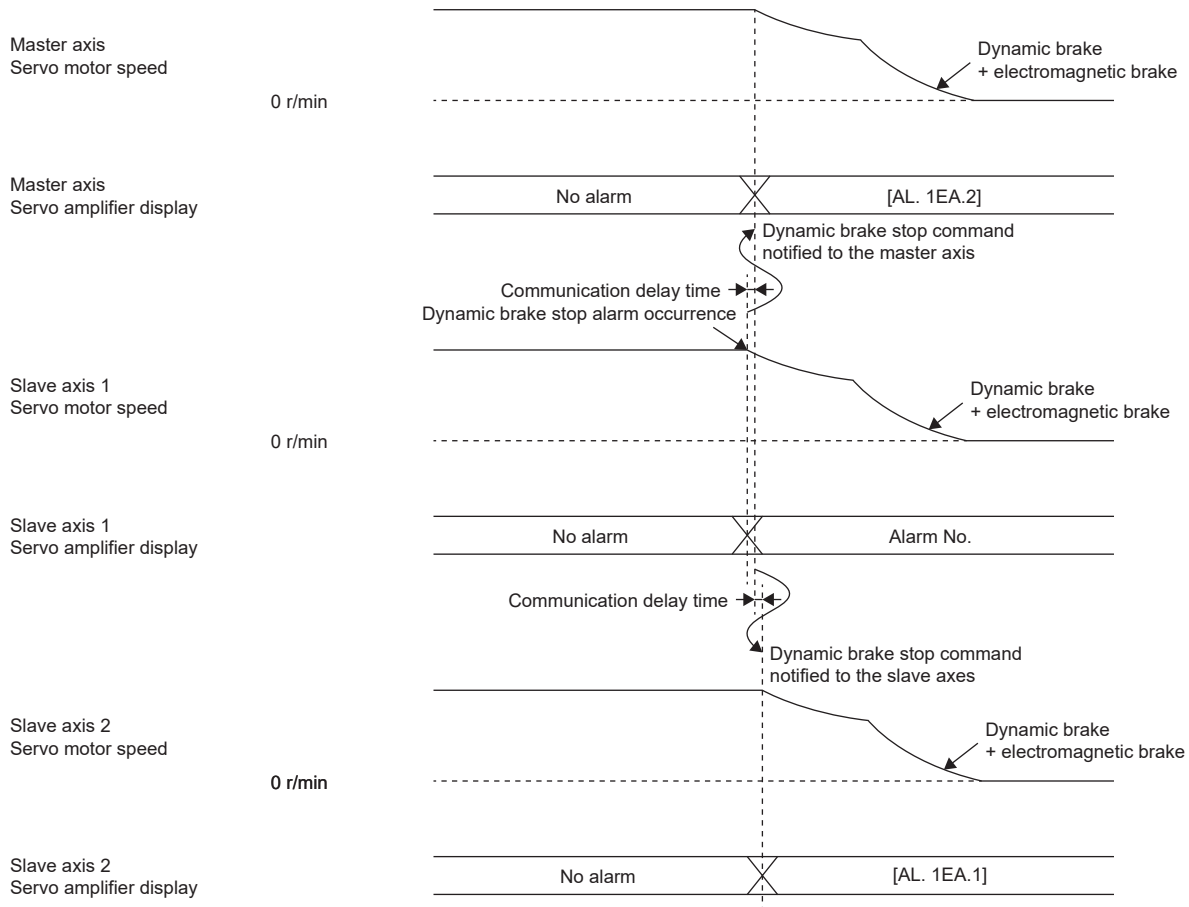 Master axis
Servo motor speed
Dynamic brake
+ electromagnetic brake
0 r/min
Master axis
Servo amplifier display
No alarm
[AL. 1EA.2]
Dynamic brake stop command
notified to the master axis
Communication delay time
Dynamic brake stop alarm occurrence
Slave axis 1
Servo motor speed
Dynamic brake
+ electromagnetic brake
0 r/min
Slave axis 1
Servo amplifier display
No alarm
Alarm No.
Communication delay time
Dynamic brake stop command
notified to the slave axes
Slave axis 2
Servo motor speed
Dynamic brake
+ electromagnetic brake
0 r/min
Slave axis 2
Servo amplifier display
No alarm
[AL. 1EA.1]